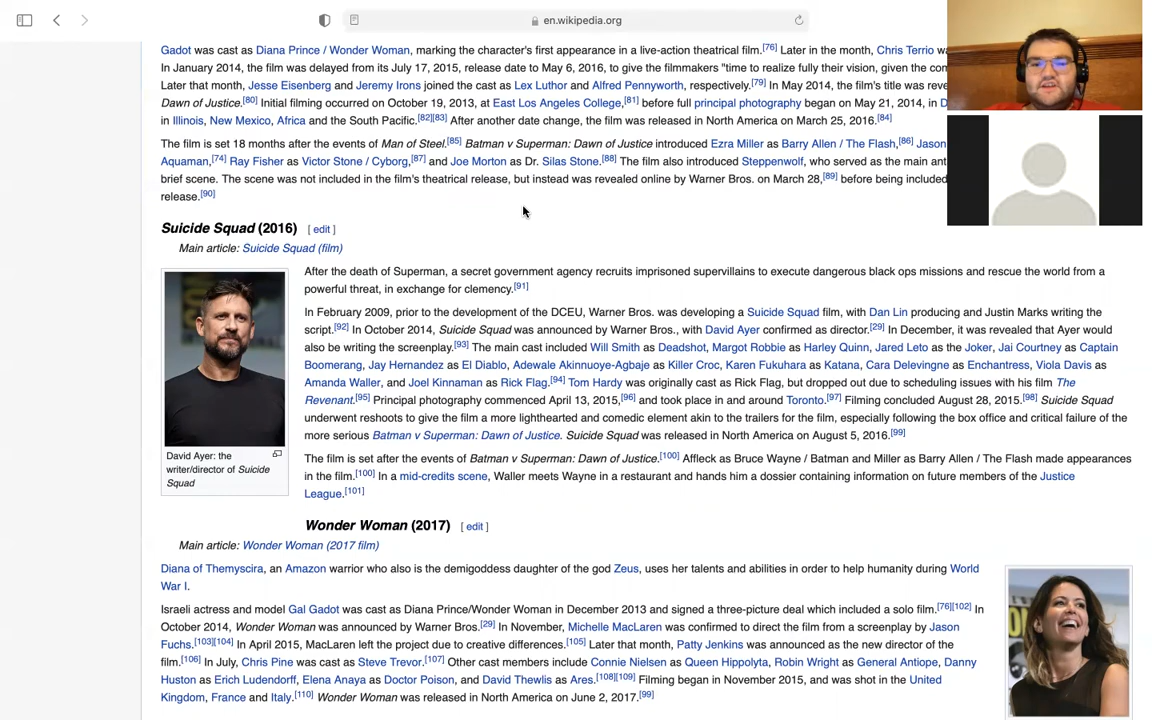 en.wikipedia.org
Gadot was cast as Diana Prince / Wonder Woman, marking the character's first appearance in a live-action theatrical film.[76] Later in the month, Chris Terrio
In January 2014, the film was delayed from its July 17, 2015, release date to May 6, 2016, to give the filmmakers "time to realize fully their vision, given the
Later that month, Jesse Eisenberg and Jeremy Irons joined the cast as Lex Luthor and Alfred Pennyworth, respectively.[79] In May 2014, the film's title was
Dawn of Justice.[80] Initial filming occurred on October 19, 2013, at East Los Angeles College,[81] before full principal photography began on May 21, 2014, in
in Illinois, New Mexico, Africa and the South Pacific.[82][83] After another date change, the film was released in North America on March 25, 2016.[84]
The film is set 18 months after the events of Man of Steel.[85] Batman v Superman: Dawn of Justice introduced Ezra Miller as Barry Allen / The Flash,[86] Jason
Aquaman,[74] Ray Fisher as Victor Stone / Cyborg,[87] and Joe Morton as Dr. Silas Stone.[88] The film also introduced Steppenwolf, who served as the main
brief scene. The scene was not included in the film's theatrical release, but instead was revealed online by Warner Bros. on March 28,[89] before being included
release.[90]
Suicide Squad (2016) [ edit ]
Main article: Suicide Squad (film)
After the death of Superman, a secret government agency recruits imprisoned supervillains to execute dangerous black ops missions and rescue the world from a
powerful threat, in exchange for clemency.[91]
In February 2009, prior to the development of the DCEU, Warner Bros. was developing a Suicide Squad film, with Dan Lin producing and Justin Marks writing the
script.[92] In October 2014, Suicide Squad was announced by Warner Bros., with David Ayer confirmed as director.[29] In December, it was revealed that Ayer would
also be writing the screenplay.[93] The main cast included Will Smith as Deadshot, Margot Robbie as Harley Quinn, Jared Leto as the Joker, Jai Courtney as Captain
Boomerang, Jay Hernandez as El Diablo, Adewale Akinnuoye-Agbaje as Killer Croc, Karen Fukuhara as Katana, Cara Delevingne as Enchantress, Viola Davis as
Amanda Waller, and Joel Kinnaman as Rick Flag.[94] Tom Hardy was originally cast as Rick Flag, but dropped out due to scheduling issues with his film The
Revenant.[95] Principal photography commenced April 13, 2015,[96] and took place in and around Toronto.[97] Filming concluded August 28, 2015.[98] Suicide Squad
underwent reshoots to give the film a more lighthearted and comedic element akin to the trailers for the film, especially following the box office and critical failure of the
more serious Batman v Superman: Dawn of Justice. Suicide Squad was released in North America on August 5, 2016.[99]
David Ayer: the
writer/director of Suicide
Squad
The film is set after the events of Batman v Superman: Dawn of Justice.[100] Affleck as Bruce Wayne / Batman and Miller as Barry Allen / The Flash made appearances
in the film.[100] In a mid-credits scene, Waller meets Wayne in a restaurant and hands him a dossier containing information on future members of the Justice
League.[101]
Wonder Woman (2017) [ edit ]
Main article: Wonder Woman (2017 film)
Diana of Themyscira, an Amazon warrior who also is the demigoddess daughter of the god Zeus, uses her talents and abilities in order to help humanity during World
War I.
Israeli actress and model Gal Gadot was cast as Diana Prince/Wonder Woman in December 2013 and signed a three-picture deal which included a solo film.[76][102] In
October 2014, Wonder Woman was announced by Warner Bros.[29] In November, Michelle MacLaren was confirmed to direct the film from a screenplay by Jason
Fuchs.[103][104] In April 2015, MacLaren left the project due to creative differences.[105] Later that month, Patty Jenkins was announced as the new director of the
film.[106] In July, Chris Pine was cast as Steve Trevor.[107] Other cast members include Connie Nielsen as Queen Hippolyta, Robin Wright as General Antiope, Danny
Huston as Erich Ludendorff, Elena Anaya as Doctor Poison, and David Thewlis as Ares.[108][109] Filming began in November 2015, and was shot in the United
Kingdom, France and Italy.[110] Wonder Woman was released in North America on June 2, 2017.[99]